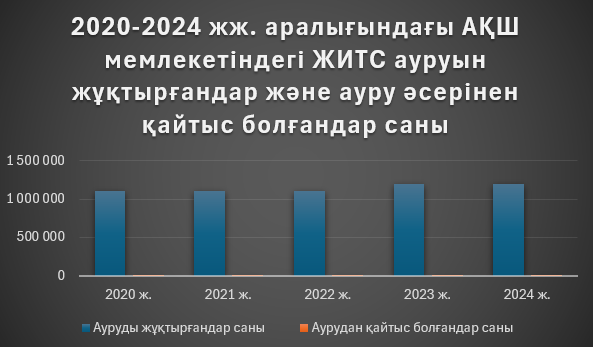 2020-2024 жж. аралығындағы АҚШ
мемлекетіндегі ЖИТС ауруын
жұқтырғандар және ауру әсерінен
қайтыс болғандар саны
1 500 000
1 000 000
500 000
0
2020 ж. 2021 ж. 2022 ж. 2023 ж. 2024 ж.
Ауруды жұқтырғандар саны Аурудан қайтыс болғандар саны